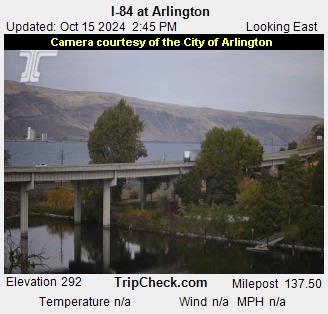 I-84 at Arlington
Updated: Oct 15 2024 2:45 PM Looking East
Camera courtesy of the City of Arlington
Elevation 292 TripCheck.com Milepost 137.50
Temperature n/a Wind n/a MPH n/a